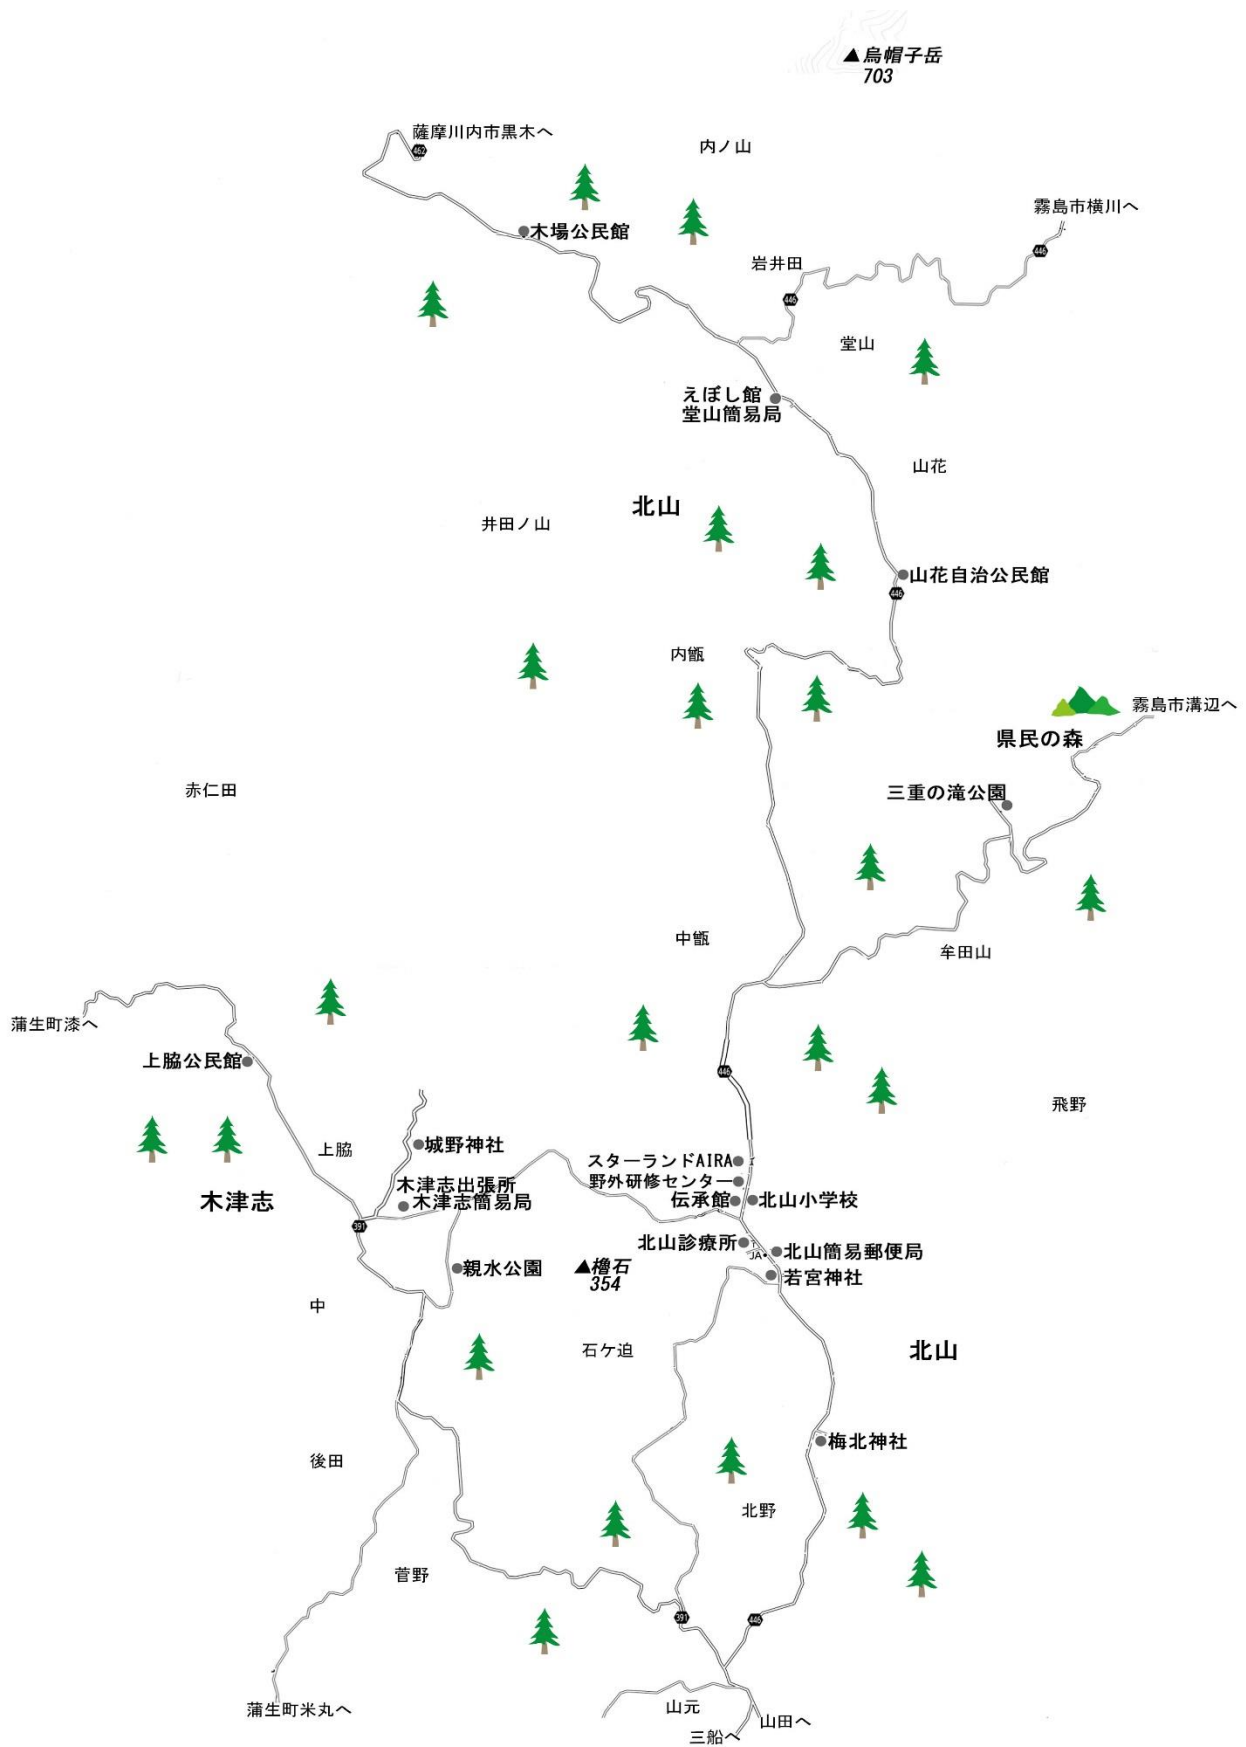 ▲烏帽子岳
703
薩摩川内市黒木へ
462
内ノ山
霧島市横川へ
木場公民館
446
岩井田
446
堂山
えぼし館
堂山簡易局
山花
北山
井田ノ山
山花自治公民館
446
内甑
霧島市溝辺へ
県民の森
三重の滝公園
赤仁田
中甑
牟田山
蒲生町漆へ
上脇公民館
446
飛野
上脇
城野神社
スターランドAIRA
野外研修センター
木津志出張所
木津志簡易局
木津志
伝承館
北山小学校
391
北山診療所
JA
北山簡易郵便局
親水公園
▲櫓石
354
若宮神社
中
石ケ迫
北山
梅北神社
後田
北野
菅野
391
446
蒲生町米丸へ
山元
山田へ
三船へ